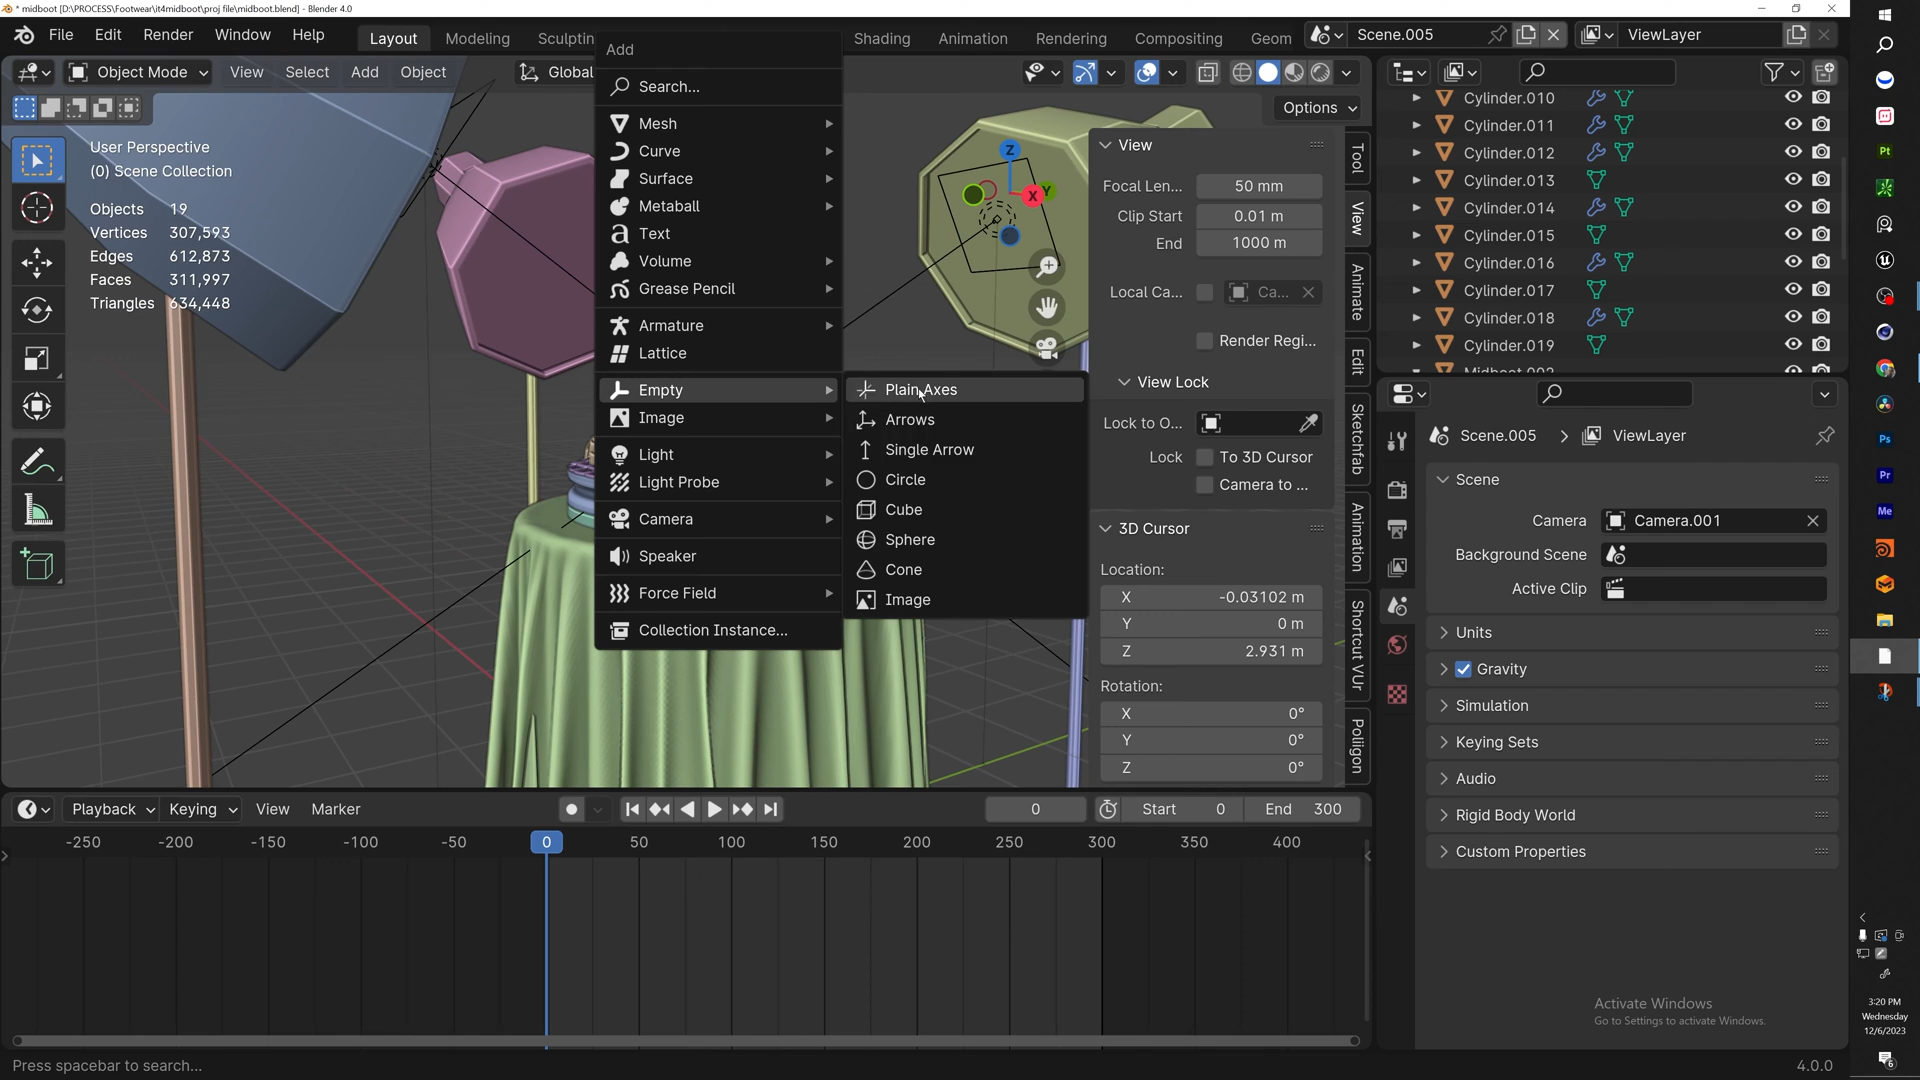 * midboot [D:\PROCESS\Footwear\it4midboot\proj file\midboot.blend] - Blender 4.0
File Edit Render Window Help Layout Modeling Sculptin Shading Animation Rendering Compositing Geom Scene.005 ViewLayer
Object Mode View Select Add Object Global
Options
User Perspective
(0) Scene Collection
Objects 19
Vertices 307,593
Edges 612,873
Faces 311,997
Triangles 634,448
Add
Search...
Mesh
Curve
Surface
Metaball
Text
Volume
Grease Pencil
Armature
Lattice
Empty
Image
Light
Light Probe
Camera
Speaker
Force Field
Collection Instance...
Plain Axes
Arrows
Single Arrow
Circle
Cube
Sphere
Cone
Image
Z
X
Y
View
Focal Len... 50 mm
Clip Start 0.01 m
End 1000 m
Local Ca... Ca...
Render Regi...
View Lock
Lock to O...
Lock To 3D Cursor
Camera to ...
3D Cursor
Location:
X -0.03102 m
Y 0 m
Z 2.931 m
Rotation:
X 0°
Y 0°
Z 0°
Tool
View
Animate
Edit
Sketchfab
Animation
Shortcut VUr
Poliigon
Cylinder.010
Cylinder.011
Cylinder.012
Cylinder.013
Cylinder.014
Cylinder.015
Cylinder.016
Cylinder.017
Cylinder.018
Cylinder.019
Midboot.002
Scene.005 ViewLayer
Scene
Camera Camera.001
Background Scene
Active Clip
Units
Gravity
Simulation
Keying Sets
Audio
Rigid Body World
Custom Properties
Playback Keying View Marker 0 Start 0 End 300
-250 -200 -150 -100 -50 0 50 100 150 200 250 300 350 400
Activate Windows
Go to Settings to activate Windows.
Press spacebar to search...
4.0.0
Pt
Ps
Pr
Me
3:20 PM
Wednesday
12/6/2023
6